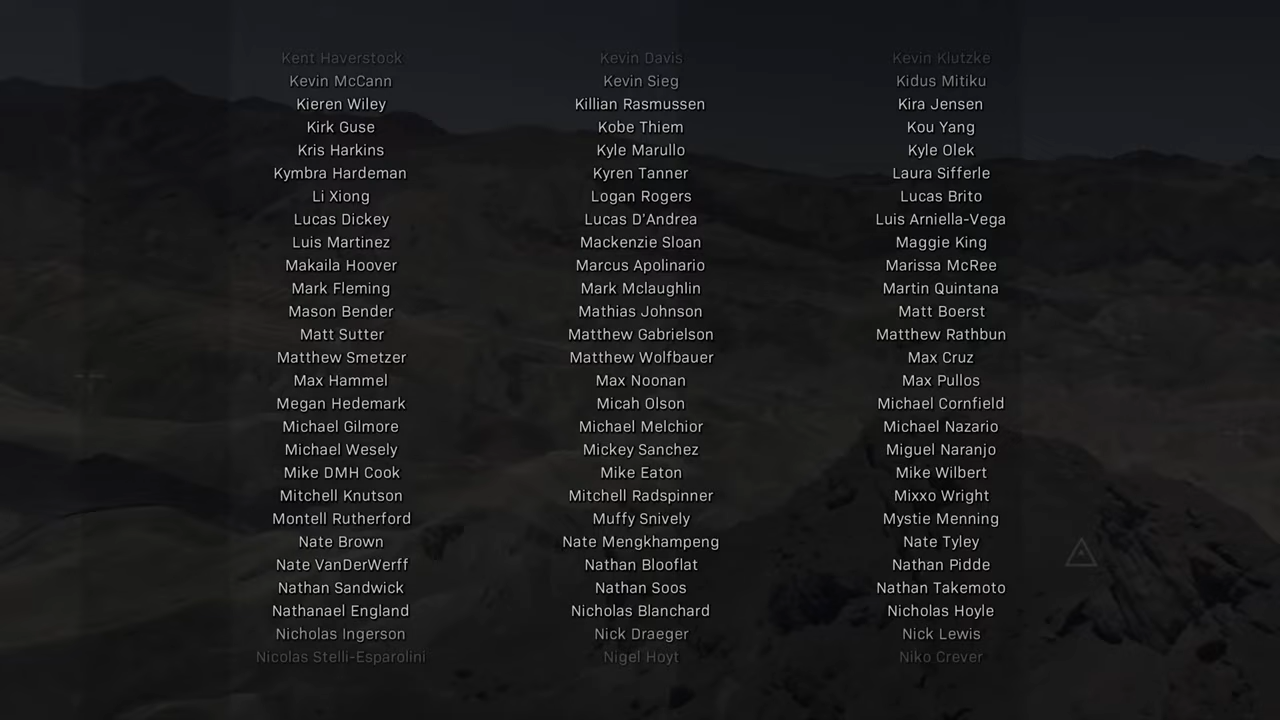 Kent Haverstock Kevin Davis Kevin Klutzke
Kevin McCann Kevin Sieg Kidus Mitiku
Kieren Wiley Killian Rasmussen Kira Jensen
Kirk Guse Kobe Thiem Kou Yang
Kris Harkins Kyle Marullo Kyle Olek
Kymbra Hardeman Kyren Tanner Laura Sifferle
Li Xiong Logan Rogers Lucas Brito
Lucas Dickey Lucas D'Andrea Luis Arniella-Vega
Luis Martinez Mackenzie Sloan Maggie King
Makaila Hoover Marcus Apolinario Marissa McRee
Mark Fleming Mark Mclaughlin Martin Quintana
Mason Bender Mathias Johnson Matt Boerst
Matt Sutter Matthew Gabrielson Matthew Rathbun
Matthew Smetzer Matthew Wolfbauer Max Cruz
Max Hammel Max Noonan Max Pullos
Megan Hedemark Micah Olson Michael Cornfield
Michael Gilmore Michael Melchior Michael Nazario
Michael Wesely Mickey Sanchez Miguel Naranjo
Mike DMH Cook Mike Eaton Mike Wilbert
Mitchell Knutson Mitchell Radspinner Mixxo Wright
Montell Rutherford Muffy Snively Mystie Menning
Nate Brown Nate Mengkhampeng Nate Tyley
Nate VanDerWerff Nathan Blooflat Nathan Pidde
Nathan Sandwick Nathan Soos Nathan Takemoto
Nathanael England Nicholas Blanchard Nicholas Hoyle
Nicholas Ingerson Nick Draeger Nick Lewis
Nicolas Stelli-Esparolini Nigel Hoyt Niko Crever